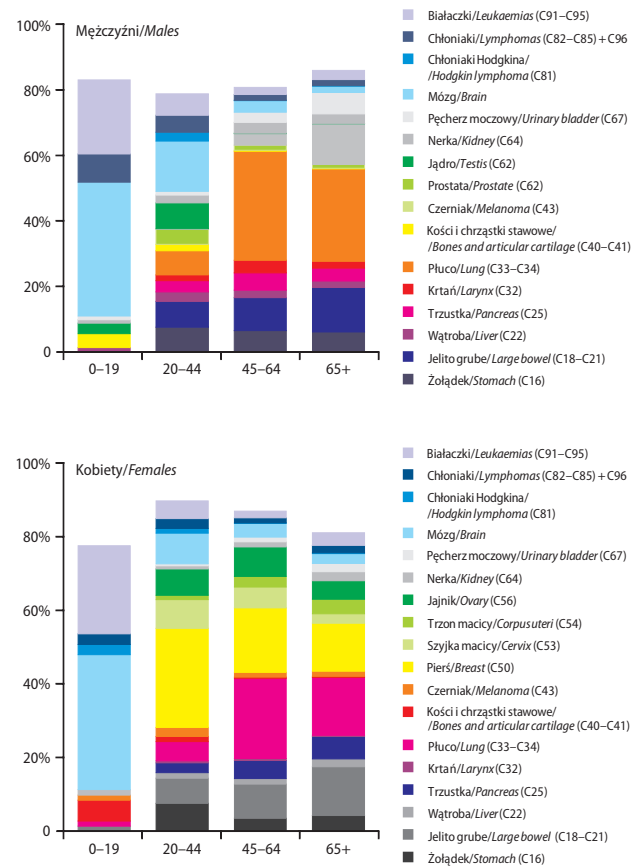 100%
80%
60%
40%
20%
0
Mężczyźni/Males
0–19
20–44
45–64
65+
Białaczki/Leukaemias (C91–C95)
Chłoniaki/Lymphomas (C82–C85) + C96
Chłoniaki Hodgkina/
/Hodgkin lymphoma (C81)
Mózg/Brain
Pęcherz moczowy/Urinary bladder (C67)
Nerka/Kidney (C64)
Jądro/Testis (C62)
Prostata/Prostate (C62)
Czerniak/Melanoma (C43)
Kości i chrząstki stawowe/
/Bones and articular cartilage (C40–C41)
Płuco/Lung (C33–C34)
Krtań/Larynx (C32)
Trzustka/Pancreas (C25)
Wątroba/Liver (C22)
Jelito grube/Large bowel (C18–C21)
Żołądek/Stomach (C16)
100%
80%
60%
40%
20%
0
Kobiety/Females
0–19
20–44
45–64
65+
Białaczki/Leukaemias (C91–C95)
Chłoniaki/Lymphomas (C82–C85) + C96
Chłoniaki Hodgkina/
/Hodgkin lymphoma (C81)
Mózg/Brain
Pęcherz moczowy/Urinary bladder (C67)
Nerka/Kidney (C64)
Jajnik/Ovary (C56)
Trzon macicy/Corpus uteri (C54)
Szyjka macicy/Cervix (C53)
Pierś/Breast (C50)
Czerniak/Melanoma (C43)
Kości i chrząstki stawowe/
/Bones and articular cartilage (C40–C41)
Płuco/Lung (C33–C34)
Krtań/Larynx (C32)
Trzustka/Pancreas (C25)
Wątroba/Liver (C22)
Jelito grube/Large bowel (C18–C21)
Żołądek/Stomach (C16)